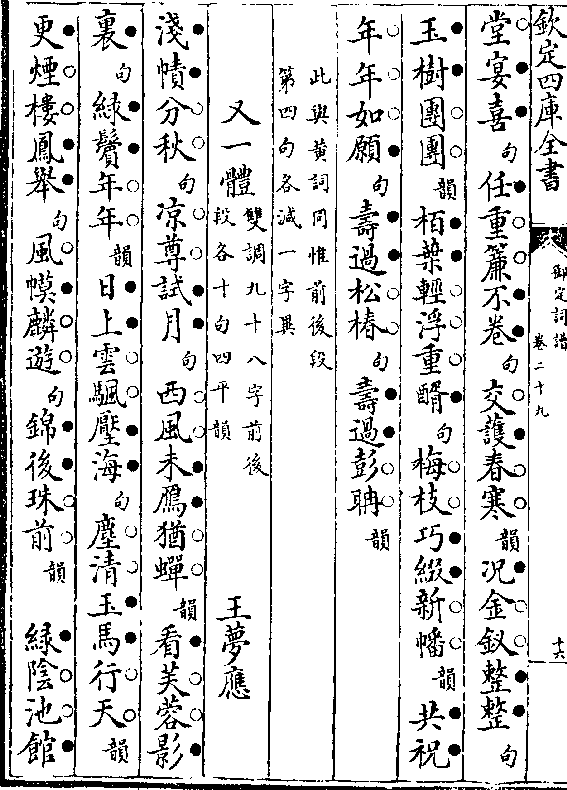 欽定四庫全書
御定詞譜
卷二十九
十六
堂宴喜句任重簾不卷句交護春寒韻況金釵整整句
玉樹團團韻栢葉輕浮重醑句梅枝巧綴新幡韻共祝
年年如願句壽過松椿句壽過彭聃韻
此與黄詞同惟前後段
第四句各減一字異
又一體
雙調九十八字前後
段各十句四平韻
王夢應
淺幘分秋句凉尊試月句西風未鴈猶蟬韻看芙蓉影
裏句綠鬢年年韻日上雲颿壓海句塵清玉馬行天韻
更煙樓鳳舉句風幙麟遊句錦後珠前韻 綠陰池館